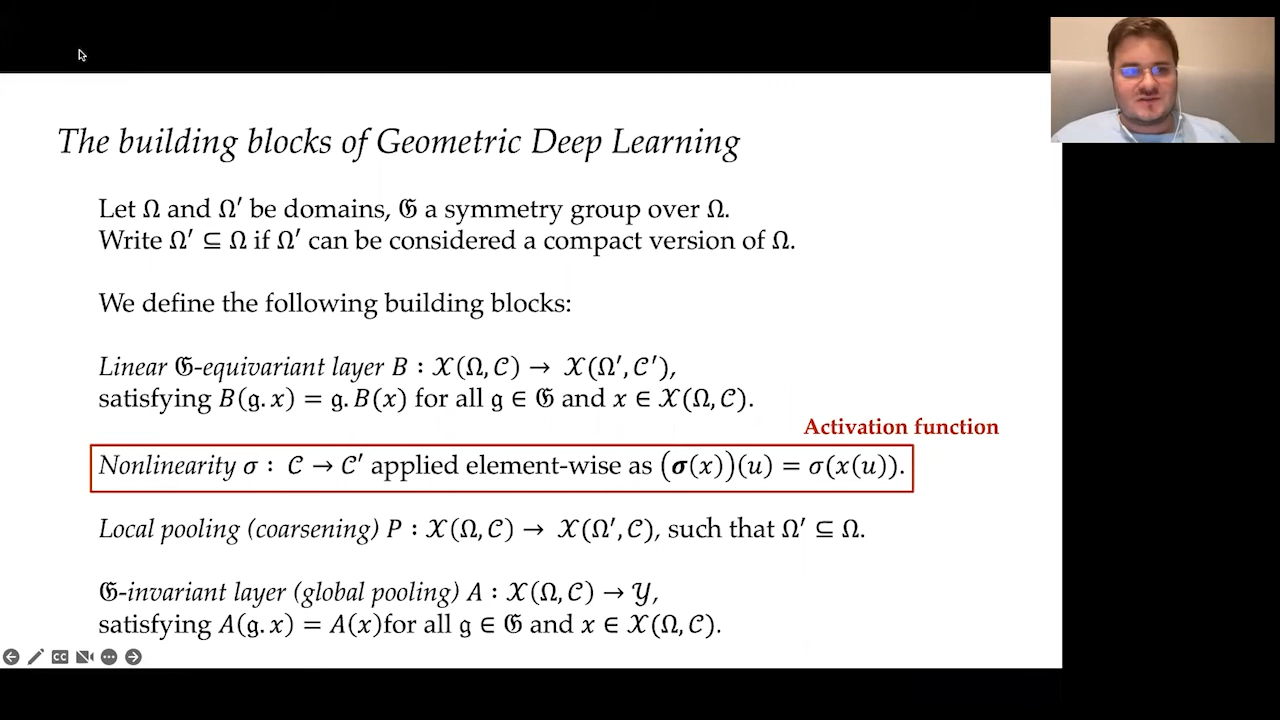 The building blocks of Geometric Deep Learning
Let Ω and Ω′ be domains, 𝔊 a symmetry group over Ω.
Write Ω′ ⊆ Ω if Ω′ can be considered a compact version of Ω.
We define the following building blocks:
Linear 𝔊-equivariant layer B : 𝒳(Ω, 𝒞) → 𝒳(Ω′, 𝒞′),
satisfying B(𝔤. x) = 𝔤. B(x) for all 𝔤 ∈ 𝔊 and x ∈ 𝒳(Ω, 𝒞).
Activation function
Nonlinearity σ : 𝒞 → 𝒞′ applied element-wise as (𝝈(x))(u) = σ(x(u)).
Local pooling (coarsening) P : 𝒳(Ω, 𝒞) → 𝒳(Ω′, 𝒞), such that Ω′ ⊆ Ω.
𝔊-invariant layer (global pooling) A : 𝒳(Ω, 𝒞) → 𝒴,
satisfying A(𝔤. x) = A(x)for all 𝔤 ∈ 𝔊 and x ∈ 𝒳(Ω, 𝒞).
CC